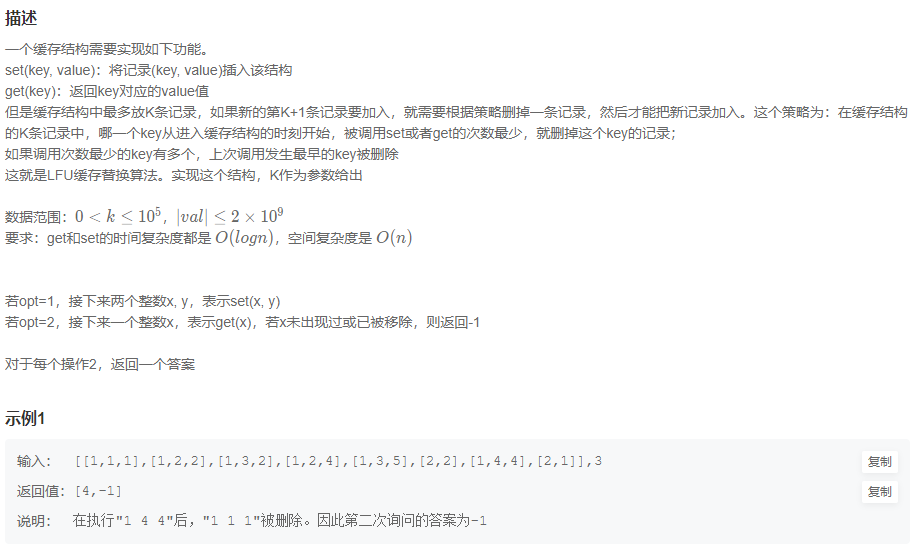 描述
一个缓存结构需要实现如下功能。
set(key, value)：将记录(key, value)插入该结构
get(key)：返回key对应的value值
但是缓存结构中最多放K条记录，如果新的第K+1条记录要加入，就需要根据策略删掉一条记录，然后才能把新记录加入。这个策略为：在缓存结构
的K条记录中，哪一个key从进入缓存结构的时刻开始，被调用set或者get的次数最少，就删掉这个key的记录；
如果调用次数最少的key有多个，上次调用发生最早的key被删除
这就是LFU缓存替换算法。实现这个结构，K作为参数给出
数据范围：0 < k ≤ 10⁵，|val| ≤ 2 × 10⁹
要求：get和set的时间复杂度都是 O(logn)，空间复杂度是 O(n)
若opt=1，接下来两个整数x, y，表示set(x, y)
若opt=2，接下来一个整数x，表示get(x)，若x未出现过或已被移除，则返回-1
对于每个操作2，返回一个答案
示例1
输入： [[1,1,1],[1,2,2],[1,3,2],[1,2,4],[1,3,5],[2,2],[1,4,4],[2,1]],3 复制
返回值：[4,-1] 复制
说明： 在执行"1 4 4"后，"1 1 1"被删除。因此第二次询问的答案为-1